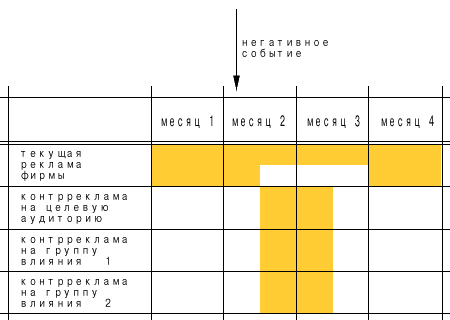 негативное
событие
месяц 1 месяц 2 месяц 3 месяц 4
текущая
реклама
фирмы
контрреклама
на целевую
аудиторию
контрреклама
на группу
влияния 1
контрреклама
на группу
влияния 2